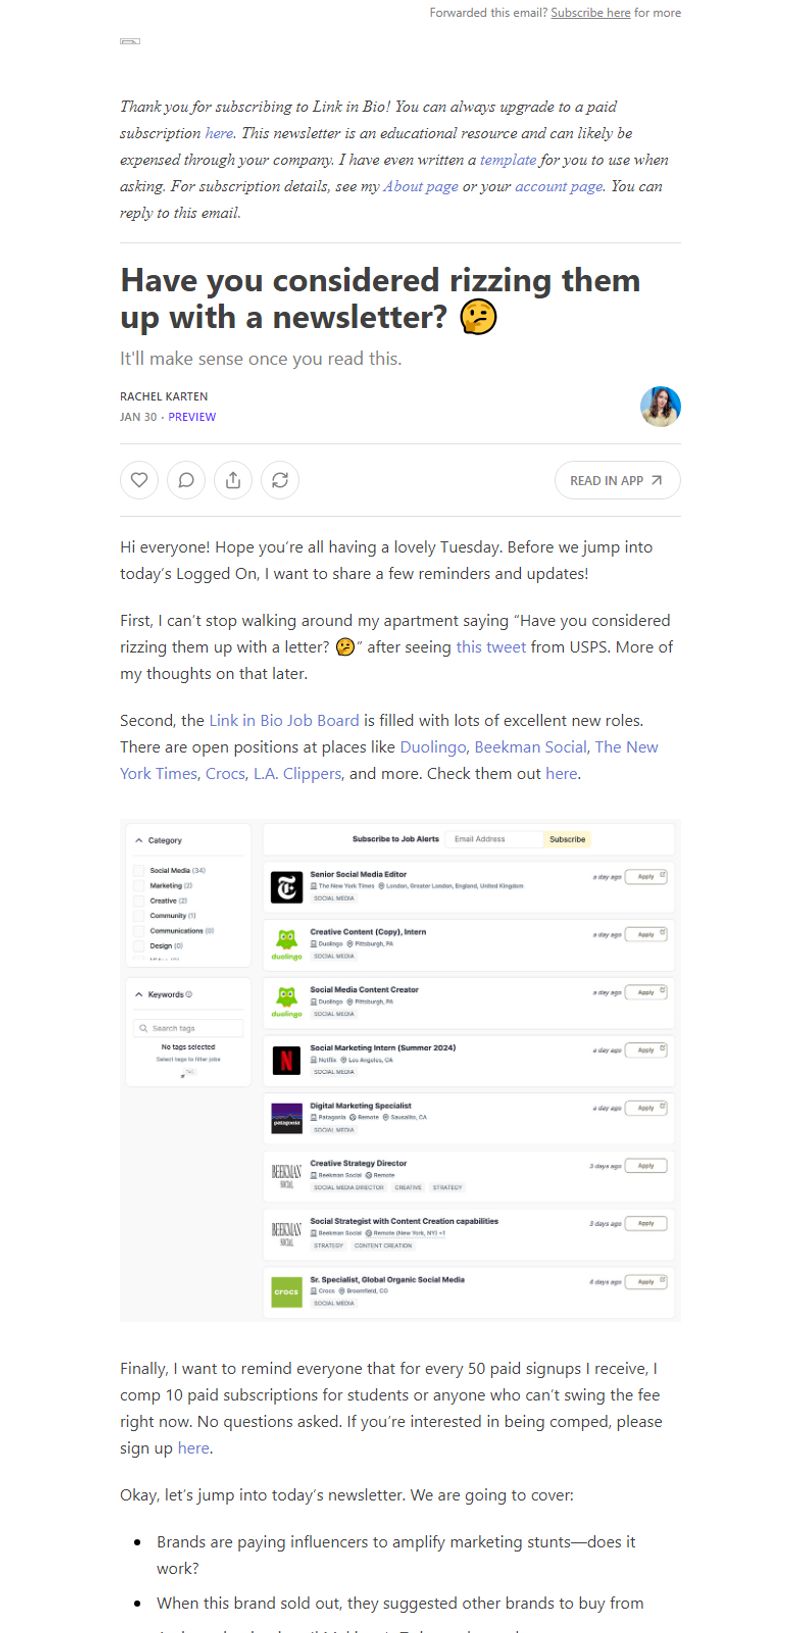 Forwarded this email? Subscribe here for more
Thank you for subscribing to Link in Bio! You can always upgrade to a paid
subscription here. This newsletter is an educational resource and can likely be
expensed through your company. I have even written a template for you to use when
asking. For subscription details, see my About page or your account page. You can
reply to this email.
Have you considered rizzing them
up with a newsletter? 🤔
It'll make sense once you read this.
RACHEL KARTEN
JAN 30 · PREVIEW
READ IN APP
Hi everyone! Hope you’re all having a lovely Tuesday. Before we jump into
today’s Logged On, I want to share a few reminders and updates!
First, I can’t stop walking around my apartment saying “Have you considered
rizzing them up with a letter? 🤔” after seeing this tweet from USPS. More of
my thoughts on that later.
Second, the Link in Bio Job Board is filled with lots of excellent new roles.
There are open positions at places like Duolingo, Beekman Social, The New
York Times, Crocs, L.A. Clippers, and more. Check them out here.
Category
Social Media (34)
Marketing (2)
Creative (2)
Community (1)
Communications (0)
Design (0)
Keywords
Search tags
No tags selected
Select tags to filter jobs
Subscribe to Job Alerts Email Address Subscribe
Senior Social Media Editor
The New York Times London, Greater London, England, United Kingdom
SOCIAL MEDIA
a day ago Apply
Creative Content (Copy), Intern
duolingo Duolingo Pittsburgh, PA
SOCIAL MEDIA
a day ago Apply
Social Media Content Creator
duolingo Duolingo Pittsburgh, PA
SOCIAL MEDIA
a day ago Apply
Social Marketing Intern (Summer 2024)
N Netflix Los Angeles, CA
SOCIAL MEDIA
a day ago Apply
Digital Marketing Specialist
patagonia Patagonia Remote Sausalito, CA
SOCIAL MEDIA
a day ago Apply
Creative Strategy Director
BEEKMAN SOCIAL Beekman Social Remote
SOCIAL MEDIA DIRECTOR CREATIVE STRATEGY
3 days ago Apply
Social Strategist with Content Creation capabilities
BEEKMAN SOCIAL Beekman Social Remote (New York, NY) +1
STRATEGY CONTENT CREATION
3 days ago Apply
Sr. Specialist, Global Organic Social Media
crocs Crocs Broomfield, CO
SOCIAL MEDIA
4 days ago Apply
Finally, I want to remind everyone that for every 50 paid signups I receive, I
comp 10 paid subscriptions for students or anyone who can’t swing the fee
right now. No questions asked. If you’re interested in being comped, please
sign up here.
Okay, let’s jump into today’s newsletter. We are going to cover:
• Brands are paying influencers to amplify marketing stunts—does it
work?
• When this brand sold out, they suggested other brands to buy from